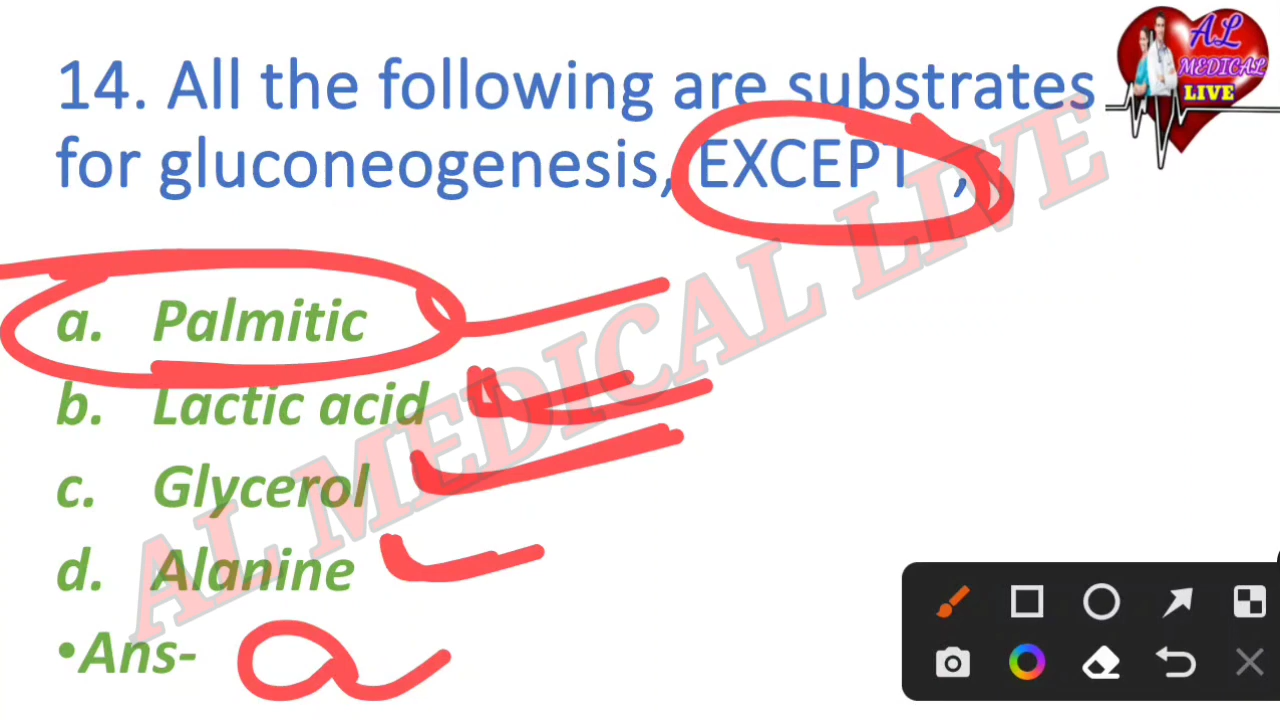 14. All the following are substrates
for gluconeogenesis, EXCEPT ,
a. Palmitic
b. Lactic acid
c. Glycerol
d. Alanine
•Ans- a
AL MEDICAL LIVE
AL
MEDICAL
LIVE